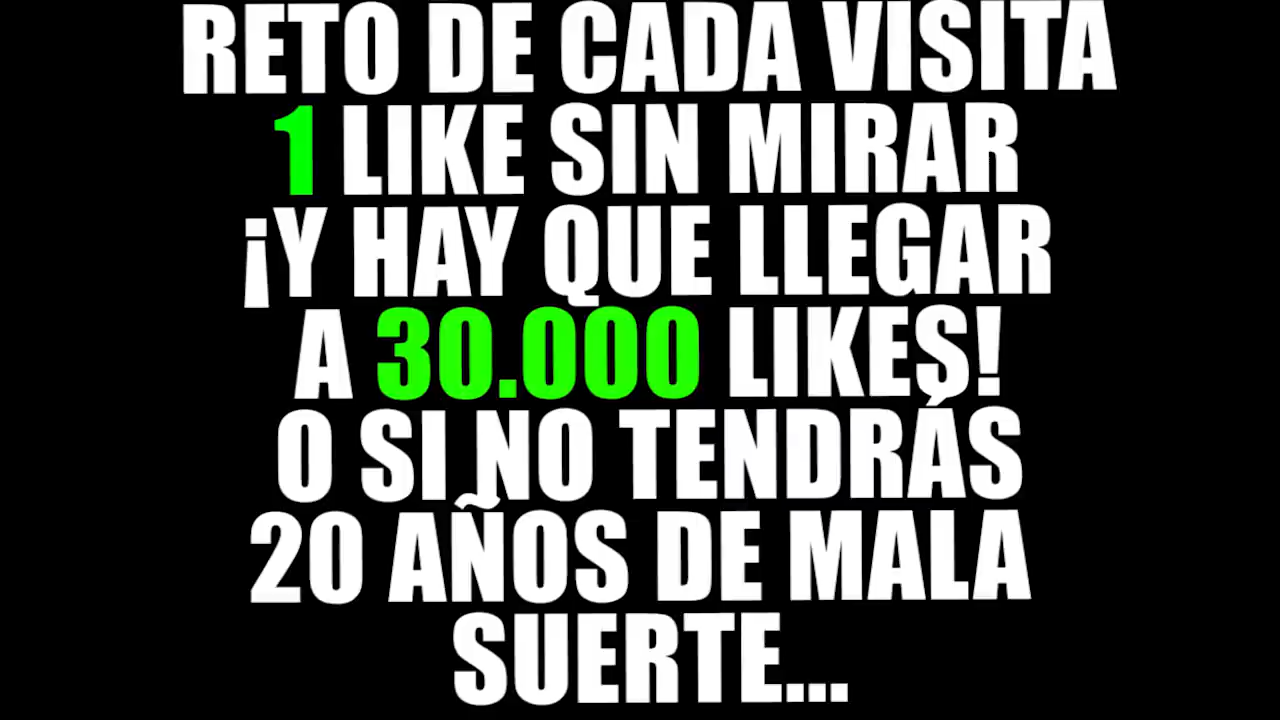 RETO DE CADA VISITA
1 LIKE SIN MIRAR
¡Y HAY QUE LLEGAR
A 30.000 LIKES!
O SI NO TENDRÁS
20 AÑOS DE MALA
SUERTE...